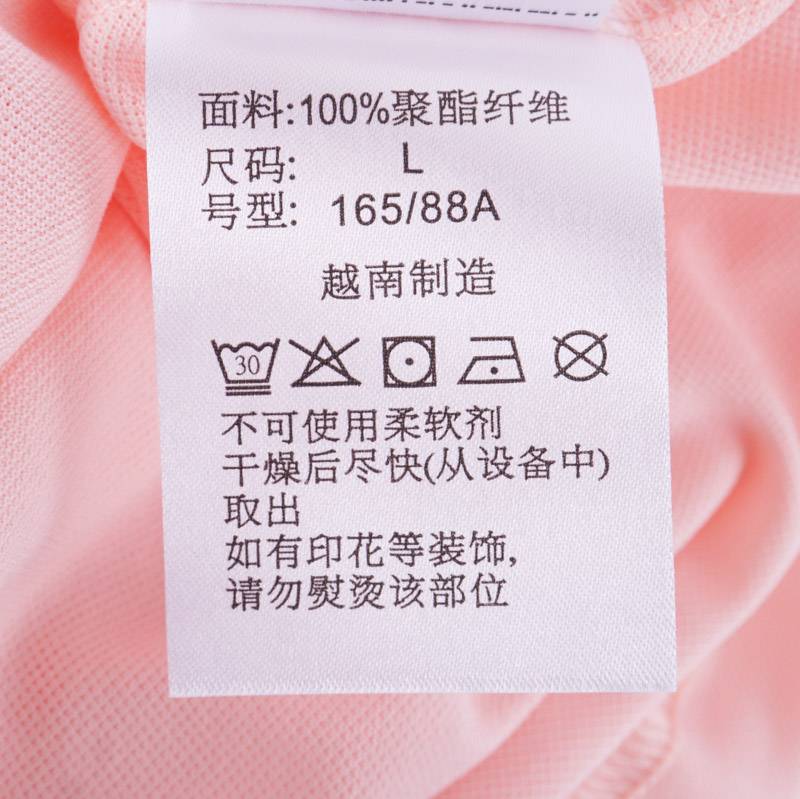 面料:100%聚酯纤维
尺码: L
号型: 165/88A
越南制造
30
不可使用柔软剂
干燥后尽快(从设备中)
取出
如有印花等装饰,
请勿熨烫该部位